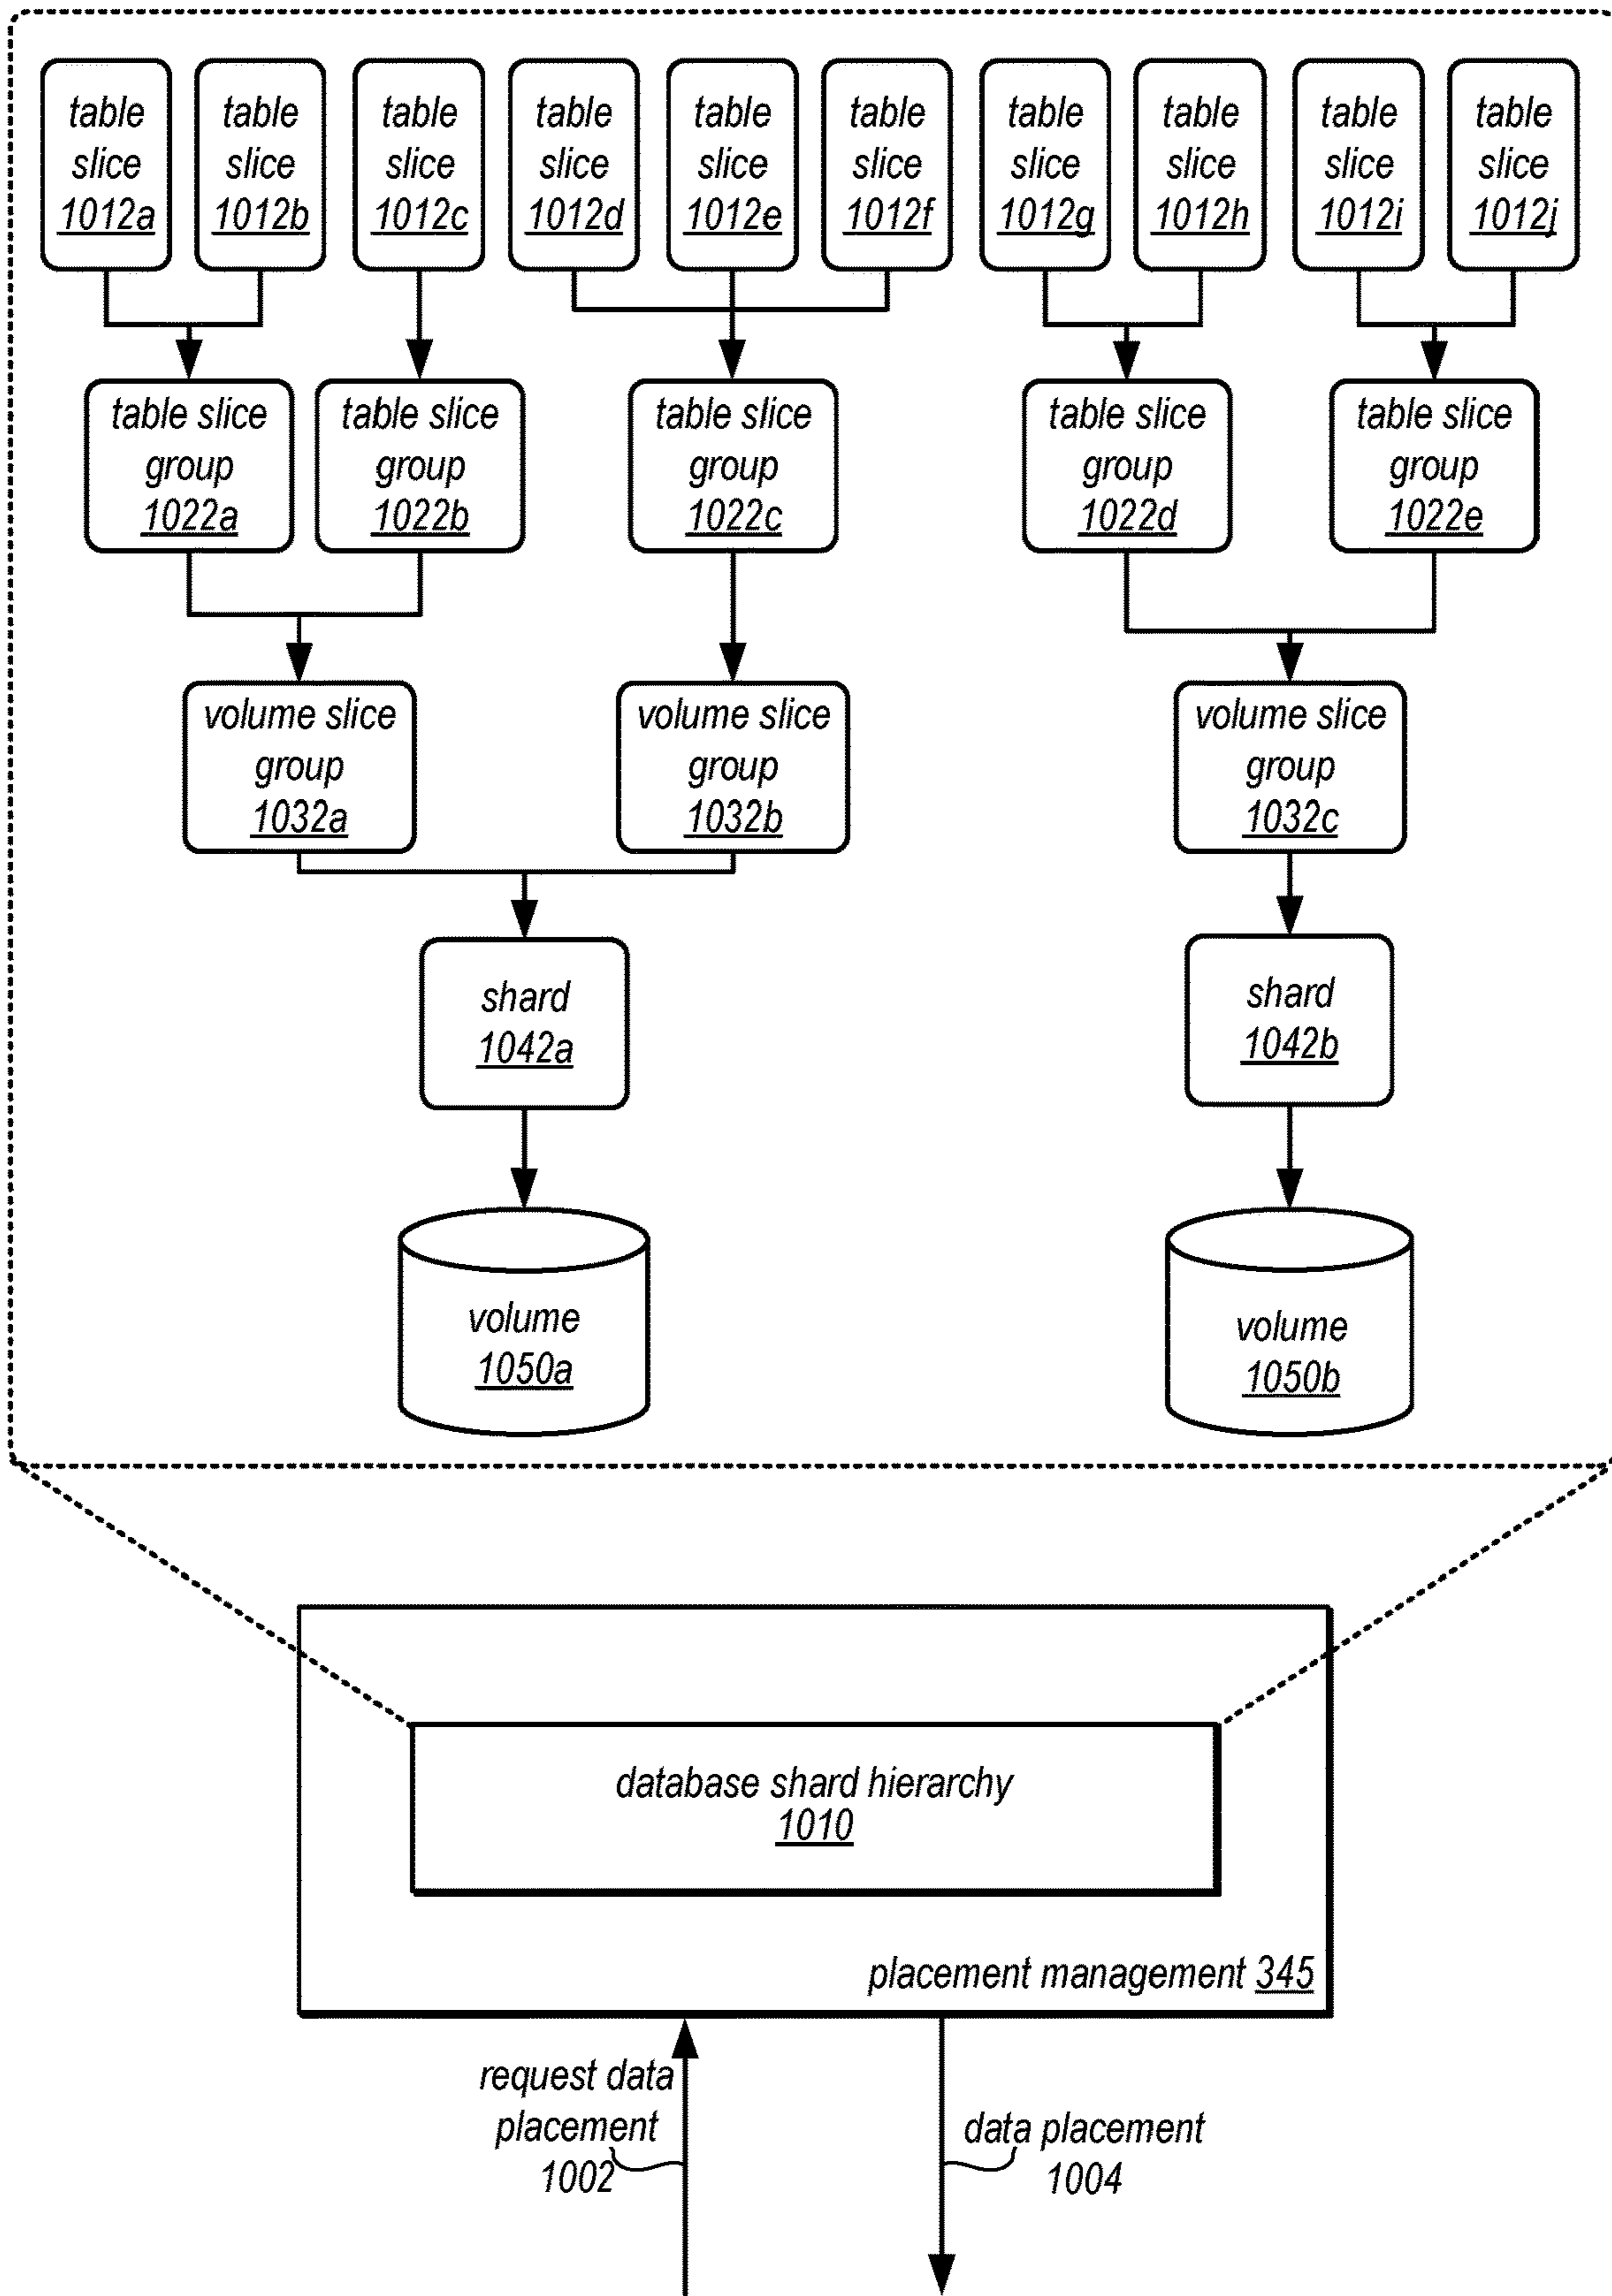 table slice 1012a
table slice 1012b
table slice 1012c
table slice 1012d
table slice 1012e
table slice 1012f
table slice 1012g
table slice 1012h
table slice 1012i
table slice 1012j
table slice
group
1022a
table slice
group
1022b
table slice
group
1022c
table slice
group
1022d
table slice
group
1022e
volume slice
group
1032a
volume slice
group
1032b
volume slice
group
1032c
shard
1042a
shard
1042b
volume
1050a
volume
1050b
database shard hierarchy
1010
placement management 345
request data
placement
1002
data placement
1004